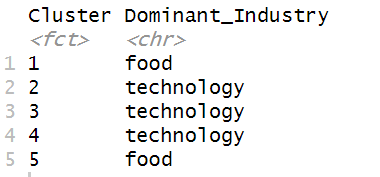 Cluster Dominant_Industry
<fct> <chr>
1 1 food
2 2 technology
3 3 technology
4 4 technology
5 5 food